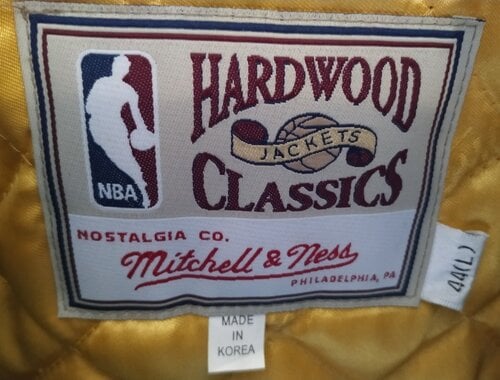 HARDWOOD
JACKETS
CLASSICS
NBA
NOSTALGIA CO.
Mitchell & Ness
PHILADELPHIA, PA
44(L)
MADE
IN
KOREA